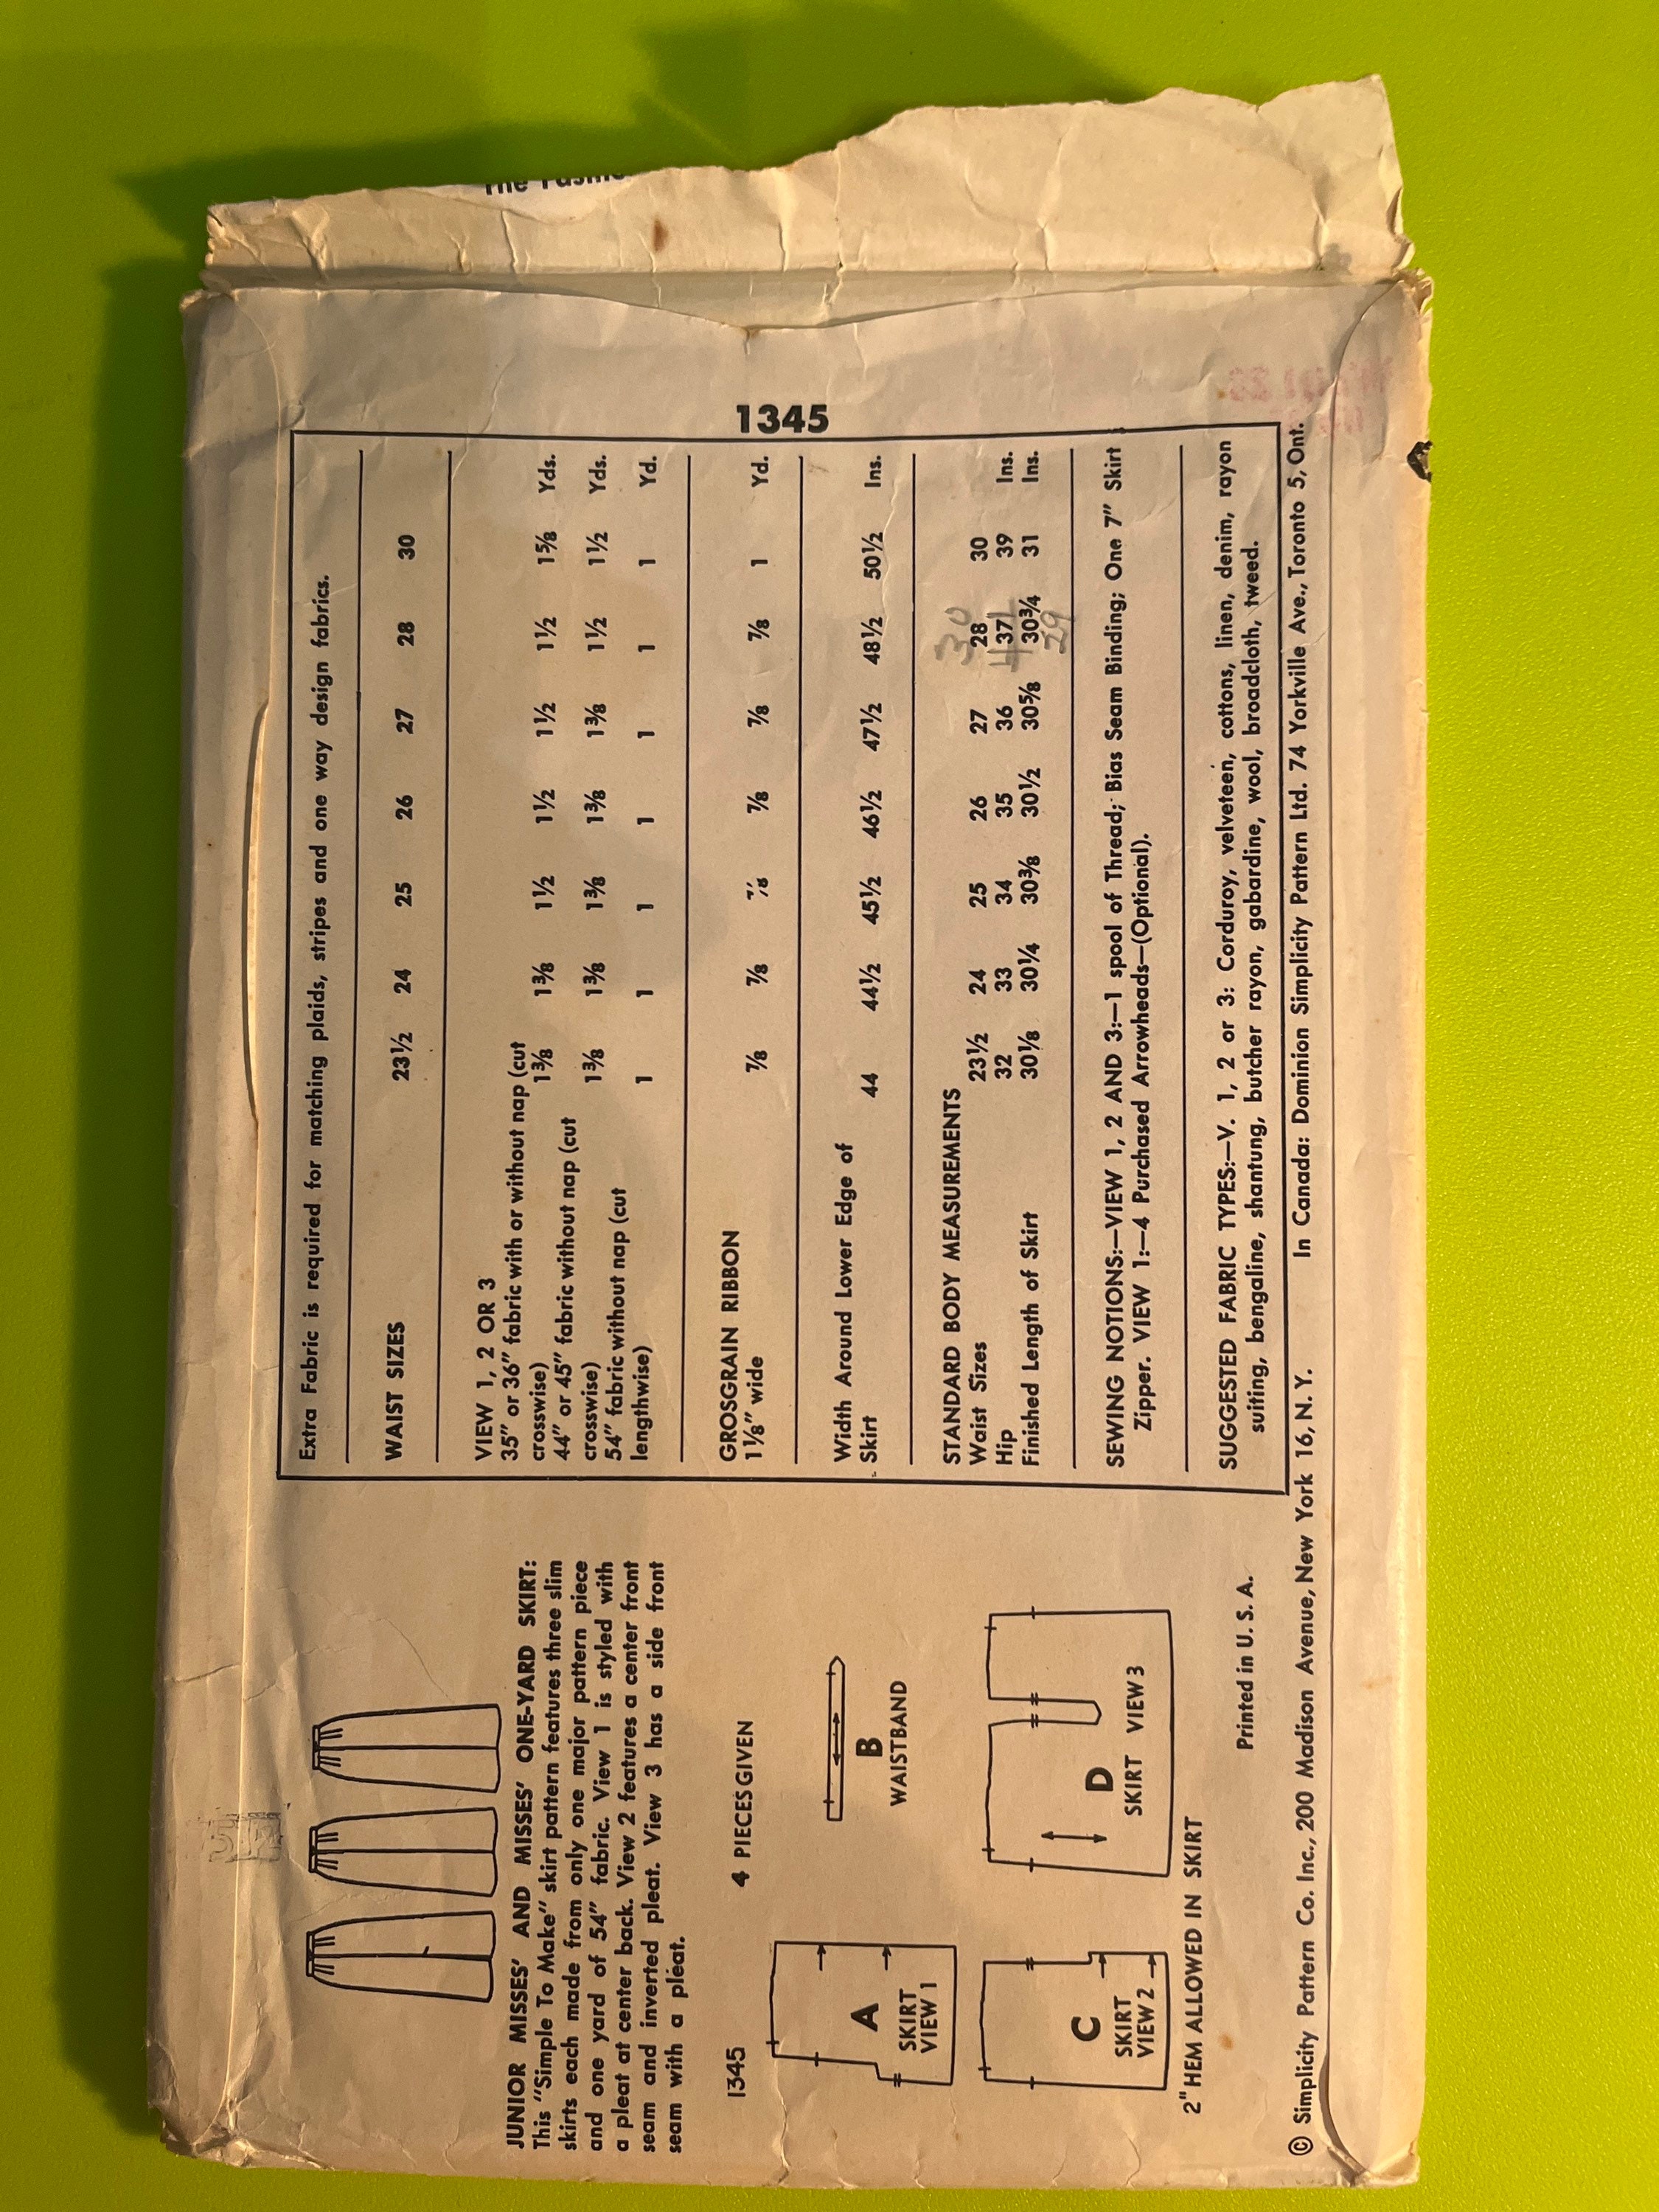 JUNIOR MISSES' AND MISSES' ONE-YARD SKIRT:
This "Simple To Make" skirt pattern features three slim
skirts each made from only one major pattern piece
and one yard of 54" fabric. View 1 is styled with
a pleat at center back. View 2 features a center front
seam and inverted pleat. View 3 has a side front
seam with a pleat.
1345 4 PIECES GIVEN
A
SKIRT
VIEW 1
B
WAISTBAND
C
SKIRT
VIEW 2
D
SKIRT VIEW 3
2" HEM ALLOWED IN SKIRT
Printed in U. S. A.
1345
Extra Fabric is required for matching plaids, stripes and one way design fabrics.
WAIST SIZES 23½ 24 25 26 27 28 30
VIEW 1, 2 OR 3
35" or 36" fabric with or without nap (cut
crosswise) 1⅜ 1⅜ 1½ 1½ 1½ 1½ 1⅝ Yds.
44" or 45" fabric without nap (cut
crosswise) 1⅜ 1⅜ 1⅜ 1⅜ 1⅜ 1½ 1½ Yds.
54" fabric without nap (cut
lengthwise) 1 1 1 1 1 1 1 Yd.
GROSGRAIN RIBBON
1⅛" wide ⅞ ⅞ ⅞ ⅞ ⅞ ⅞ 1 Yd.
Width Around Lower Edge of
Skirt 44 44½ 45½ 46½ 47½ 48½ 50½ Ins.
STANDARD BODY MEASUREMENTS
30
Waist Sizes 23½ 24 25 26 27 28 30
Hip 32 33 34 35 36 37 39 Ins.
Finished Length of Skirt 30⅛ 30¼ 30⅜ 30½ 30⅝ 30¾ 31 Ins.
29
SEWING NOTIONS:—VIEW 1, 2 AND 3:—1 spool of Thread; Bias Seam Binding; One 7" Skirt
Zipper. VIEW 1:—4 Purchased Arrowheads—(Optional).
SUGGESTED FABRIC TYPES:—V. 1, 2 or 3: Corduroy, velveteen, cottons, linen, denim, rayon
suiting, bengaline, shantung, butcher rayon, gabardine, wool, broadcloth, tweed.
© Simplicity Pattern Co. Inc., 200 Madison Avenue, New York 16, N. Y. In Canada: Dominion Simplicity Pattern Ltd. 74 Yorkville Ave., Toronto 5, Ont.